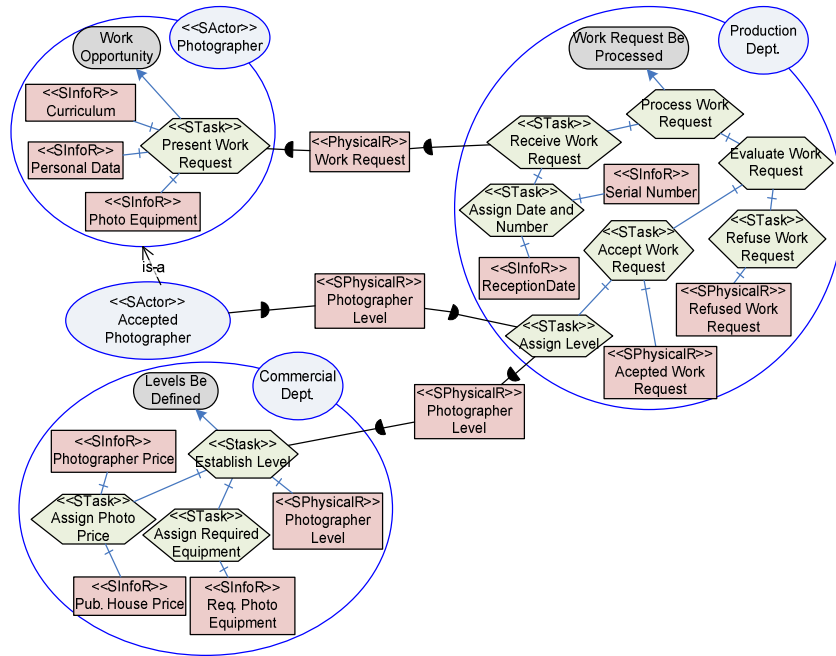 <<SActor>>
Photographer
Work
Opportunity
<<SInfoR>>
Curriculum
<<STask>>
Present Work
Request
<<SInfoR>>
Personal Data
<<SInfoR>>
Photo Equipment
<<PhysicalR>>
Work Request
Production
Dept.
Work Request Be
Processed
Process Work
Request
<<STask>>
Receive Work
Request
Evaluate Work
Request
<<SInfoR>>
Serial Number
<<STask>>
Assign Date and
Number
<<STask>>
Accept Work
Request
<<STask>>
Refuse Work
Request
<<SInfoR>>
ReceptionDate
<<SPhysicalR>>
Refused Work
Request
is-a
<<SActor>>
Accepted
Photographer
<<SPhysicalR>>
Photographer
Level
<<STask>>
Assign Level
<<SPhysicalR>>
Acepted Work
Request
<<SPhysicalR>>
Photographer
Level
Commercial
Dept.
Levels Be
Defined
<<SInfoR>>
Photographer Price
<<Stask>>
Establish Level
<<STask>>
Assign Photo
Price
<<STask>>
Assign Required
Equipment
<<SPhysicalR>>
Photographer
Level
<<SInfoR>>
Pub. House Price
<<SInfoR>>
Req. Photo
Equipment